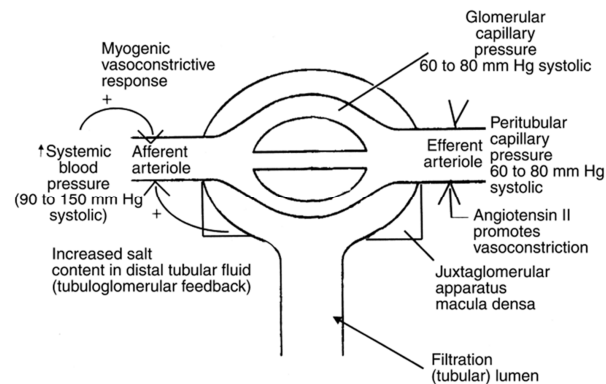 Glomerular
capillary
pressure
60 to 80 mm Hg
systolic
Myogenic
vasoconstrictive
response
+
↑Systemic
blood
pressure
(90 to 150 mm Hg
systolic)
Afferent
arteriole
+
Efferent
arteriole
Peritubular
capillary
pressure
60 to 80 mm Hg
systolic
Angiotensin II
promotes
vasoconstriction
Increased salt
content in distal tubular fluid
(tubuloglomerular feedback)
Juxtaglomerular
apparatus
macula densa
Filtration
(tubular) lumen